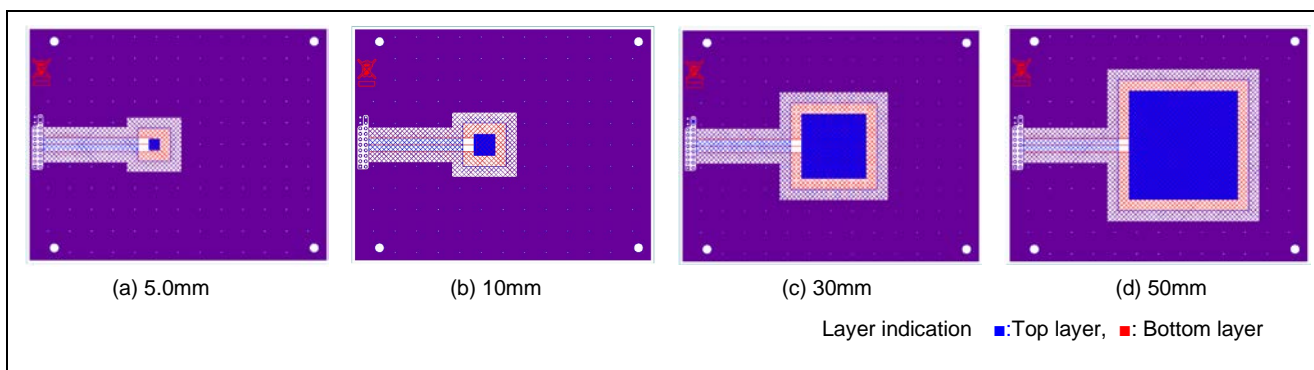 (a) 5.0mm (b) 10mm (c) 30mm (d) 50mm
Layer indication ■:Top layer, ■: Bottom layer